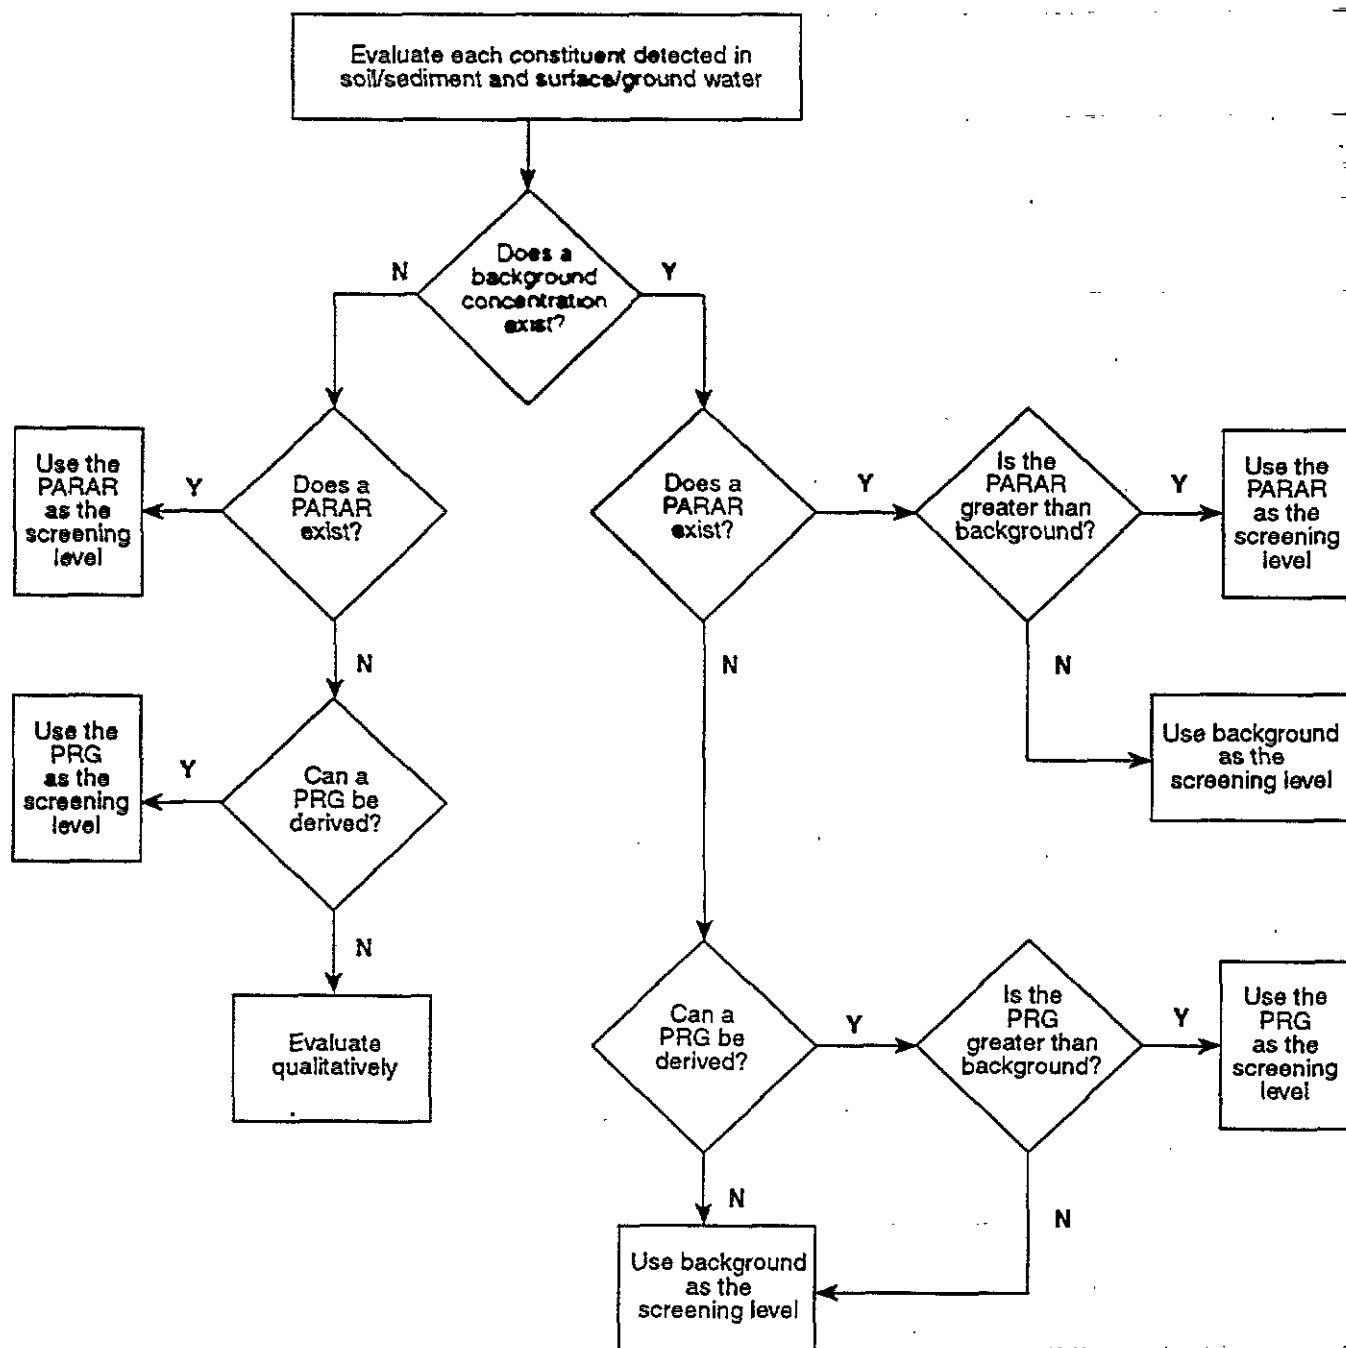 Evaluate each constituent detected in
soil/sediment and surface/ground water
Does a
background
concentration
exist?
N
Y
Use the
PARAR
as the
screening
level
Y
Does a
PARAR
exist?
N
Does a
PARAR
exist?
Y
Is the
PARAR
greater than
background?
Y
Use the
PARAR
as the
screening
level
N
N
Use background
as the
screening level
Use the
PRG
as the
screening
level
Y
Can a
PRG be
derived?
N
Evaluate
qualitatively
Can a
PRG be
derived?
Y
Is the
PRG
greater than
background?
Y
Use the
PRG
as the
screening
level
N
N
Use background
as the
screening level